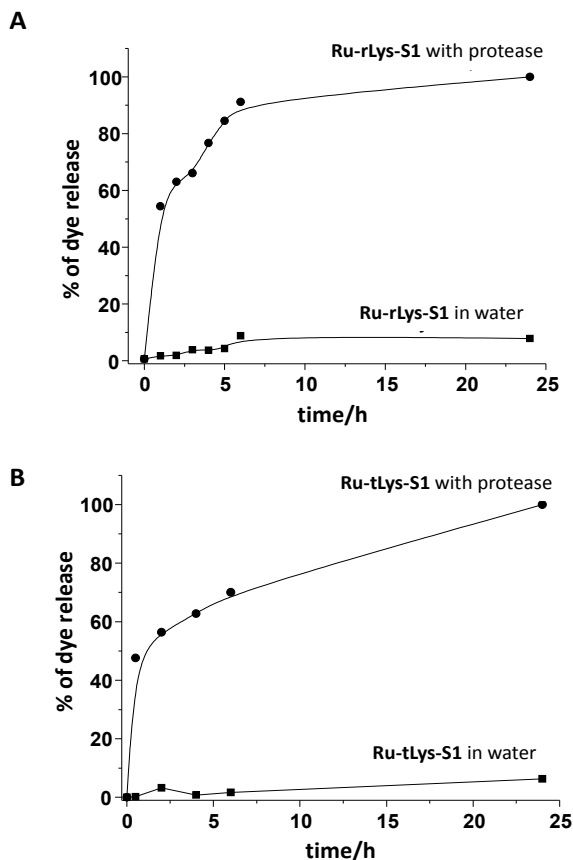 A
Ru-rLys-S1 with protease
100
80
60
40
20
0
% of dye release
Ru-rLys-S1 in water
0 5 10 15 20 25
time/h
B
Ru-tLys-S1 with protease
100
80
60
40
20
0
% of dye release
Ru-tLys-S1 in water
0 5 10 15 20 25
time/h